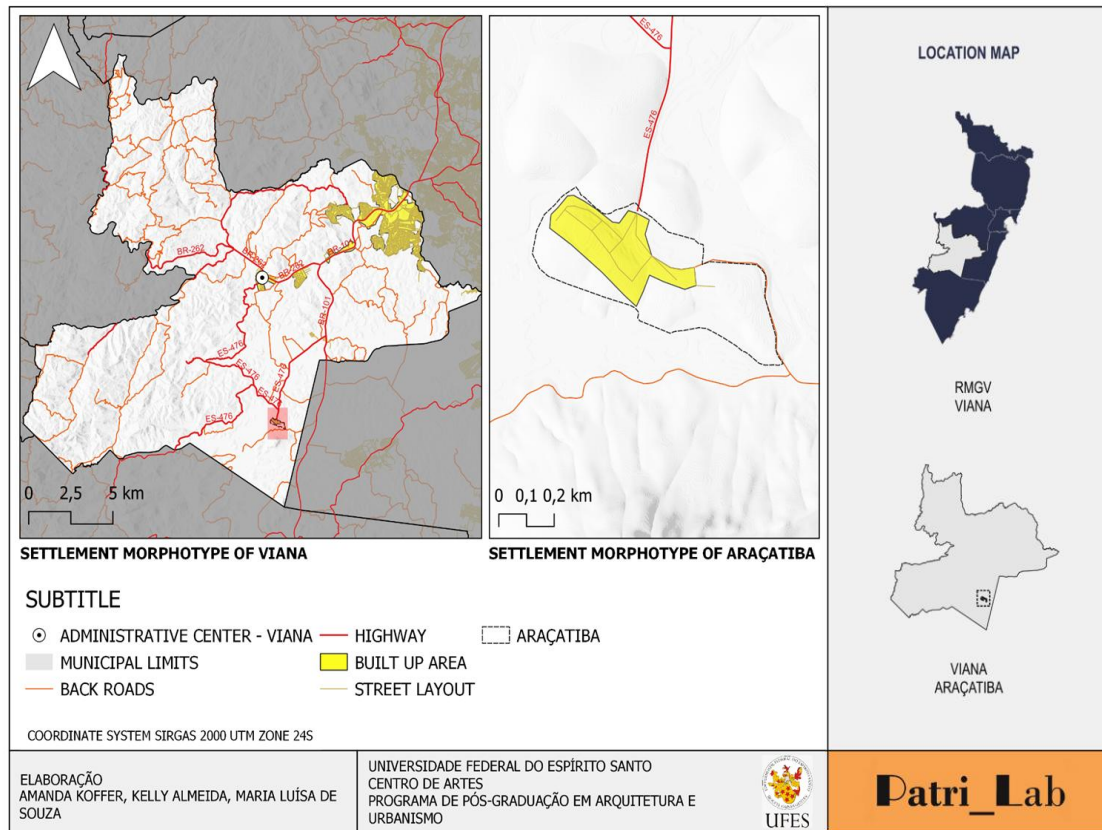 ES-476
LOCATION MAP
BR-262
BR-262
BR-262
BR-101
BR-101
ES-476
ES-476
ES-476
ES-476
0 2,5 5 km
0 0,1 0,2 km
RMGV
VIANA
SETTLEMENT MORPHOTYPE OF VIANA
SETTLEMENT MORPHOTYPE OF ARAÇATIBA
SUBTITLE
ADMINISTRATIVE CENTER - VIANA
HIGHWAY
ARAÇATIBA
MUNICIPAL LIMITS
BUILT UP AREA
BACK ROADS
STREET LAYOUT
VIANA
ARAÇATIBA
COORDINATE SYSTEM SIRGAS 2000 UTM ZONE 24S
ELABORAÇÃO
AMANDA KOFFER, KELLY ALMEIDA, MARIA LUÍSA DE
SOUZA
UNIVERSIDADE FEDERAL DO ESPÍRITO SANTO
CENTRO DE ARTES
PROGRAMA DE PÓS-GRADUAÇÃO EM ARQUITETURA E
URBANISMO
UFES
Patri_Lab